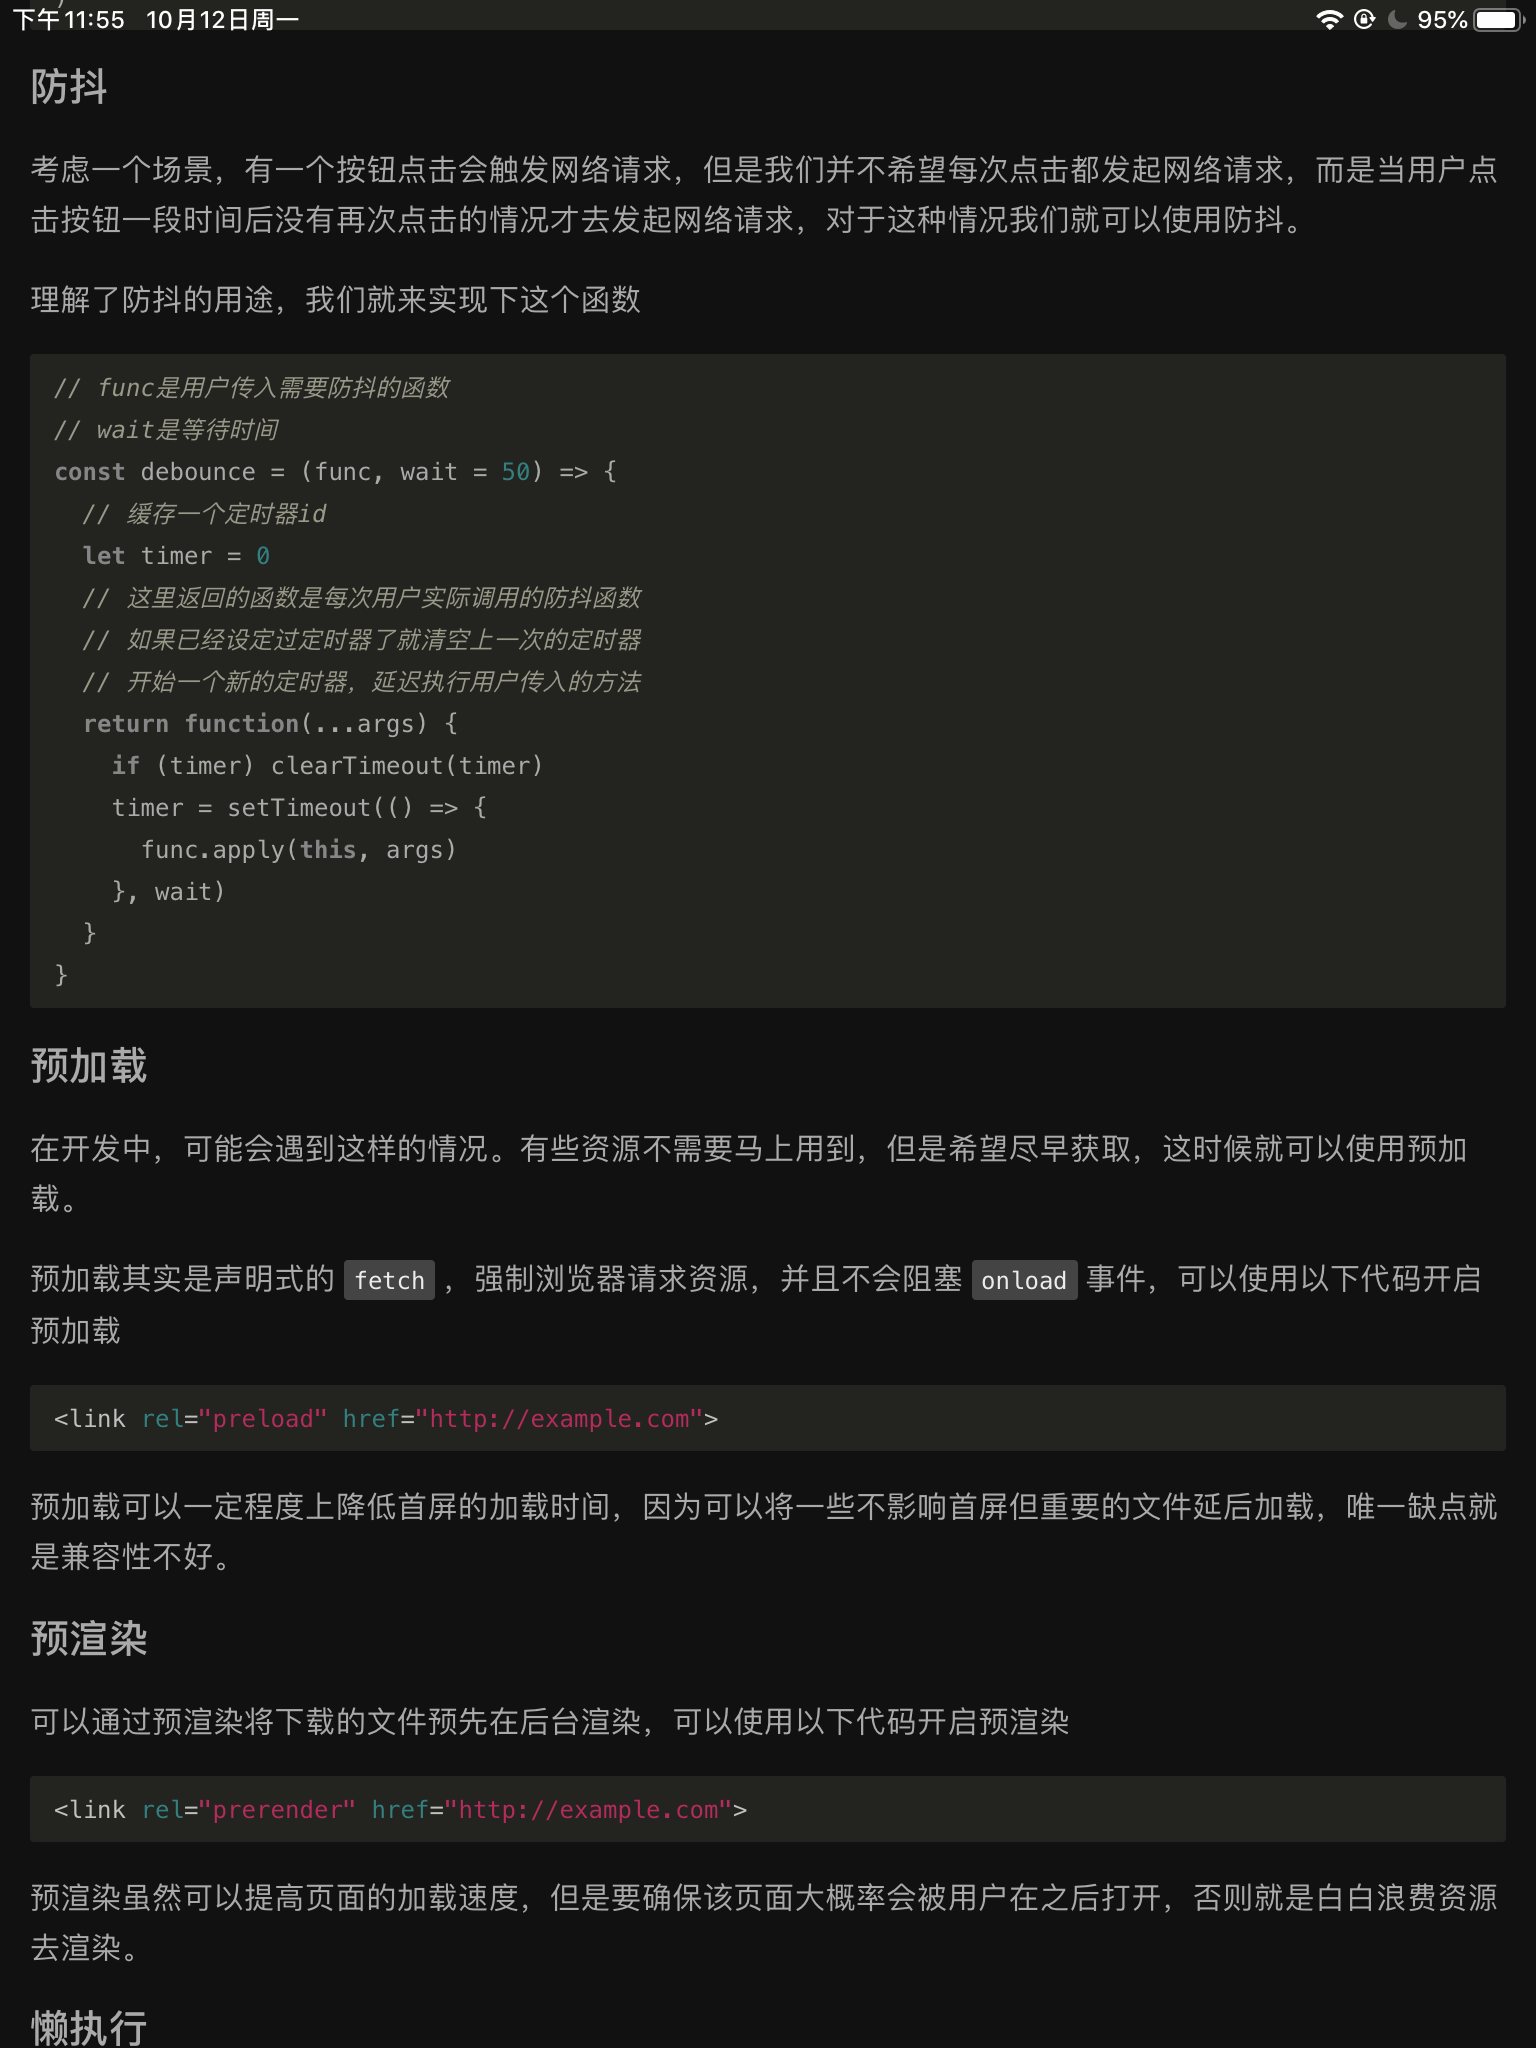 下午11:55 10月12日周一 95%
防抖
考虑一个场景，有一个按钮点击会触发网络请求，但是我们并不希望每次点击都发起网络请求，而是当用户点
击按钮一段时间后没有再次点击的情况才去发起网络请求，对于这种情况我们就可以使用防抖。
理解了防抖的用途，我们就来实现下这个函数
// func是用户传入需要防抖的函数
// wait是等待时间
const debounce = (func, wait = 50) => {
  // 缓存一个定时器id
  let timer = 0
  // 这里返回的函数是每次用户实际调用的防抖函数
  // 如果已经设定过定时器了就清空上一次的定时器
  // 开始一个新的定时器，延迟执行用户传入的方法
  return function(...args) {
    if (timer) clearTimeout(timer)
    timer = setTimeout(() => {
      func.apply(this, args)
    }, wait)
  }
}
预加载
在开发中，可能会遇到这样的情况。有些资源不需要马上用到，但是希望尽早获取，这时候就可以使用预加
载。
预加载其实是声明式的 fetch ，强制浏览器请求资源，并且不会阻塞 onload 事件，可以使用以下代码开启
预加载
<link rel="preload" href="http://example.com">
预加载可以一定程度上降低首屏的加载时间，因为可以将一些不影响首屏但重要的文件延后加载，唯一缺点就
是兼容性不好。
预渲染
可以通过预渲染将下载的文件预先在后台渲染，可以使用以下代码开启预渲染
<link rel="prerender" href="http://example.com">
预渲染虽然可以提高页面的加载速度，但是要确保该页面大概率会被用户在之后打开，否则就是白白浪费资源
去渲染。
懒执行